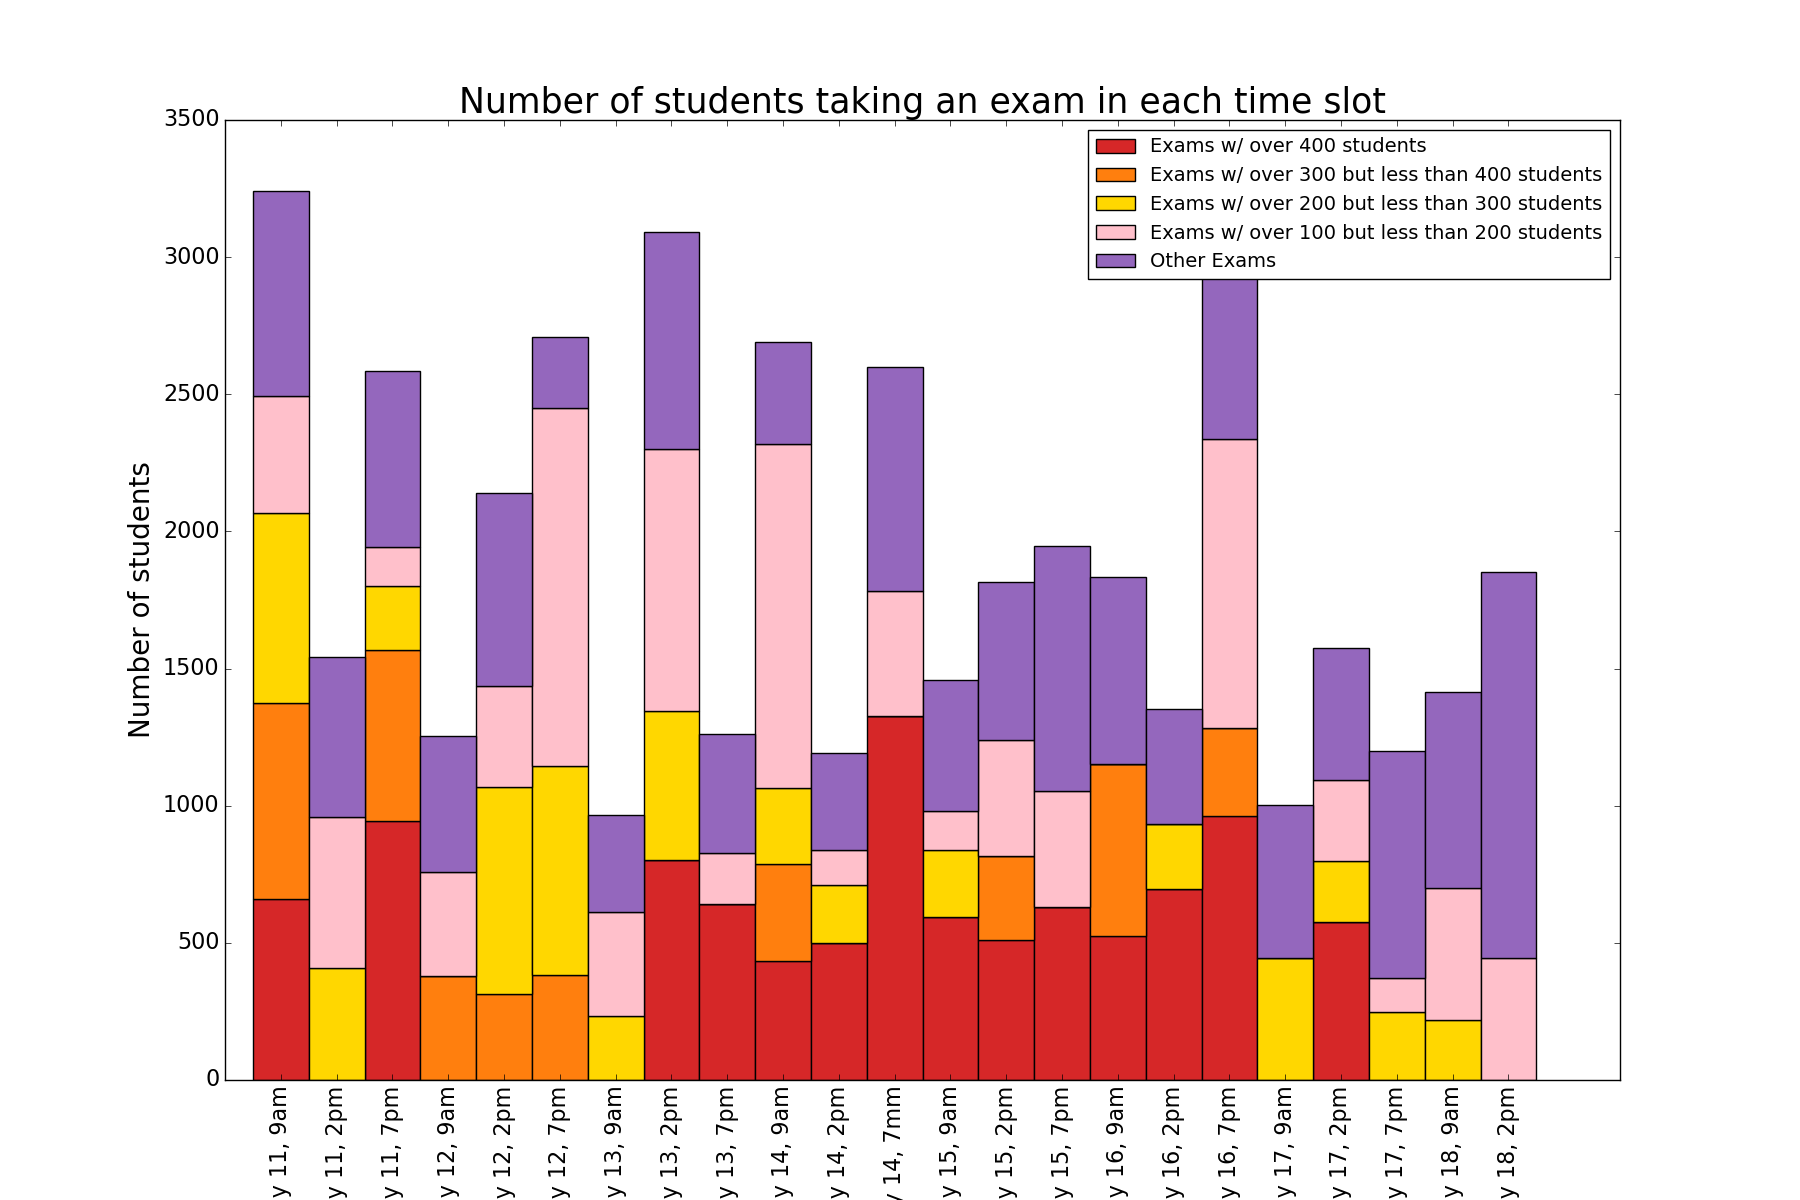 Number of students taking an exam in each time slot
Exams w/ over 400 students
Exams w/ over 300 but less than 400 students
Exams w/ over 200 but less than 300 students
Exams w/ over 100 but less than 200 students
Other Exams
Number of students
3500
3000
2500
2000
1500
1000
500
0
y 11, 9am
y 11, 2pm
y 11, 7pm
y 12, 9am
y 12, 2pm
y 12, 7pm
y 13, 9am
y 13, 2pm
y 13, 7pm
y 14, 9am
y 14, 2pm
y 14, 7mm
y 15, 9am
y 15, 2pm
y 15, 7pm
y 16, 9am
y 16, 2pm
y 16, 7pm
y 17, 9am
y 17, 2pm
y 17, 7pm
y 18, 9am
y 18, 2pm